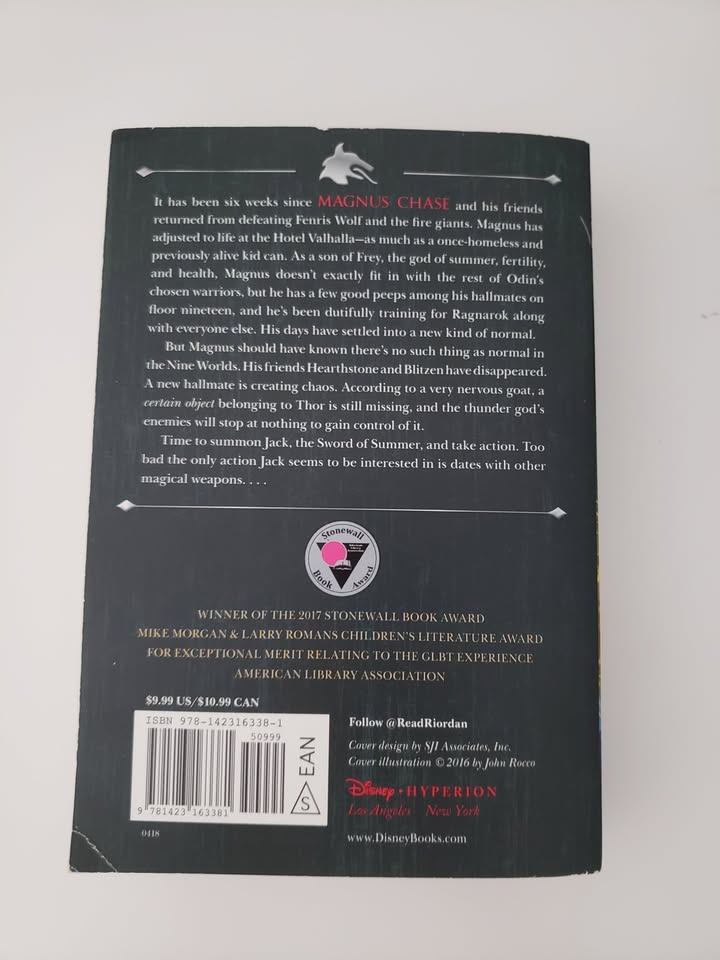 It has been six weeks since MAGNUS CHASE and his friends
returned from defeating Fenris Wolf and the fire giants. Magnus has
adjusted to life at the Hotel Valhalla—as much as a once-homeless and
previously alive kid can. As a son of Frey, the god of summer, fertility,
and health, Magnus doesn't exactly fit in with the rest of Odin's
chosen warriors, but he has a few good peeps among his hallmates on
floor nineteen, and he's been dutifully training for Ragnarok along
with everyone else. His days have settled into a new kind of normal.
But Magnus should have known there's no such thing as normal in
the Nine Worlds. His friends Hearthstone and Blitzen have disappeared.
A new hallmate is creating chaos. According to a very nervous goat, a
certain object belonging to Thor is still missing, and the thunder god's
enemies will stop at nothing to gain control of it.
Time to summon Jack, the Sword of Summer, and take action. Too
bad the only action Jack seems to be interested in is dates with other
magical weapons. . . .
Stonewall
Book Award
WINNER OF THE 2017 STONEWALL BOOK AWARD
MIKE MORGAN & LARRY ROMANS CHILDREN'S LITERATURE AWARD
FOR EXCEPTIONAL MERIT RELATING TO THE GLBT EXPERIENCE
AMERICAN LIBRARY ASSOCIATION
$9.99 US/$10.99 CAN
ISBN 978-142316338-1
50999
EAN
S
9 781423 163381
0418
Follow @ReadRiordan
Cover design by SJI Associates, Inc.
Cover illustration © 2016 by John Rocco
Disney • HYPERION
Los Angeles New York
www.DisneyBooks.com